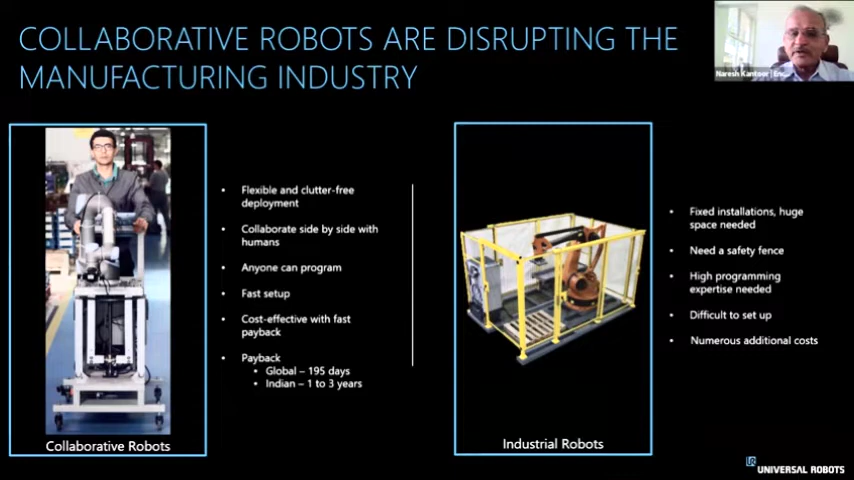 COLLABORATIVE ROBOTS ARE DISRUPTING THE
MANUFACTURING INDUSTRY
Naresh Kantoor | Enc...
Flexible and clutter-free
deployment
Collaborate side by side with
humans
Anyone can program
Fast setup
Cost-effective with fast
payback
Payback
Global – 195 days
Indian – 1 to 3 years
Collaborative Robots
Industrial Robots
Fixed installations, huge
space needed
Need a safety fence
High programming
expertise needed
Difficult to set up
Numerous additional costs
UNIVERSAL ROBOTS